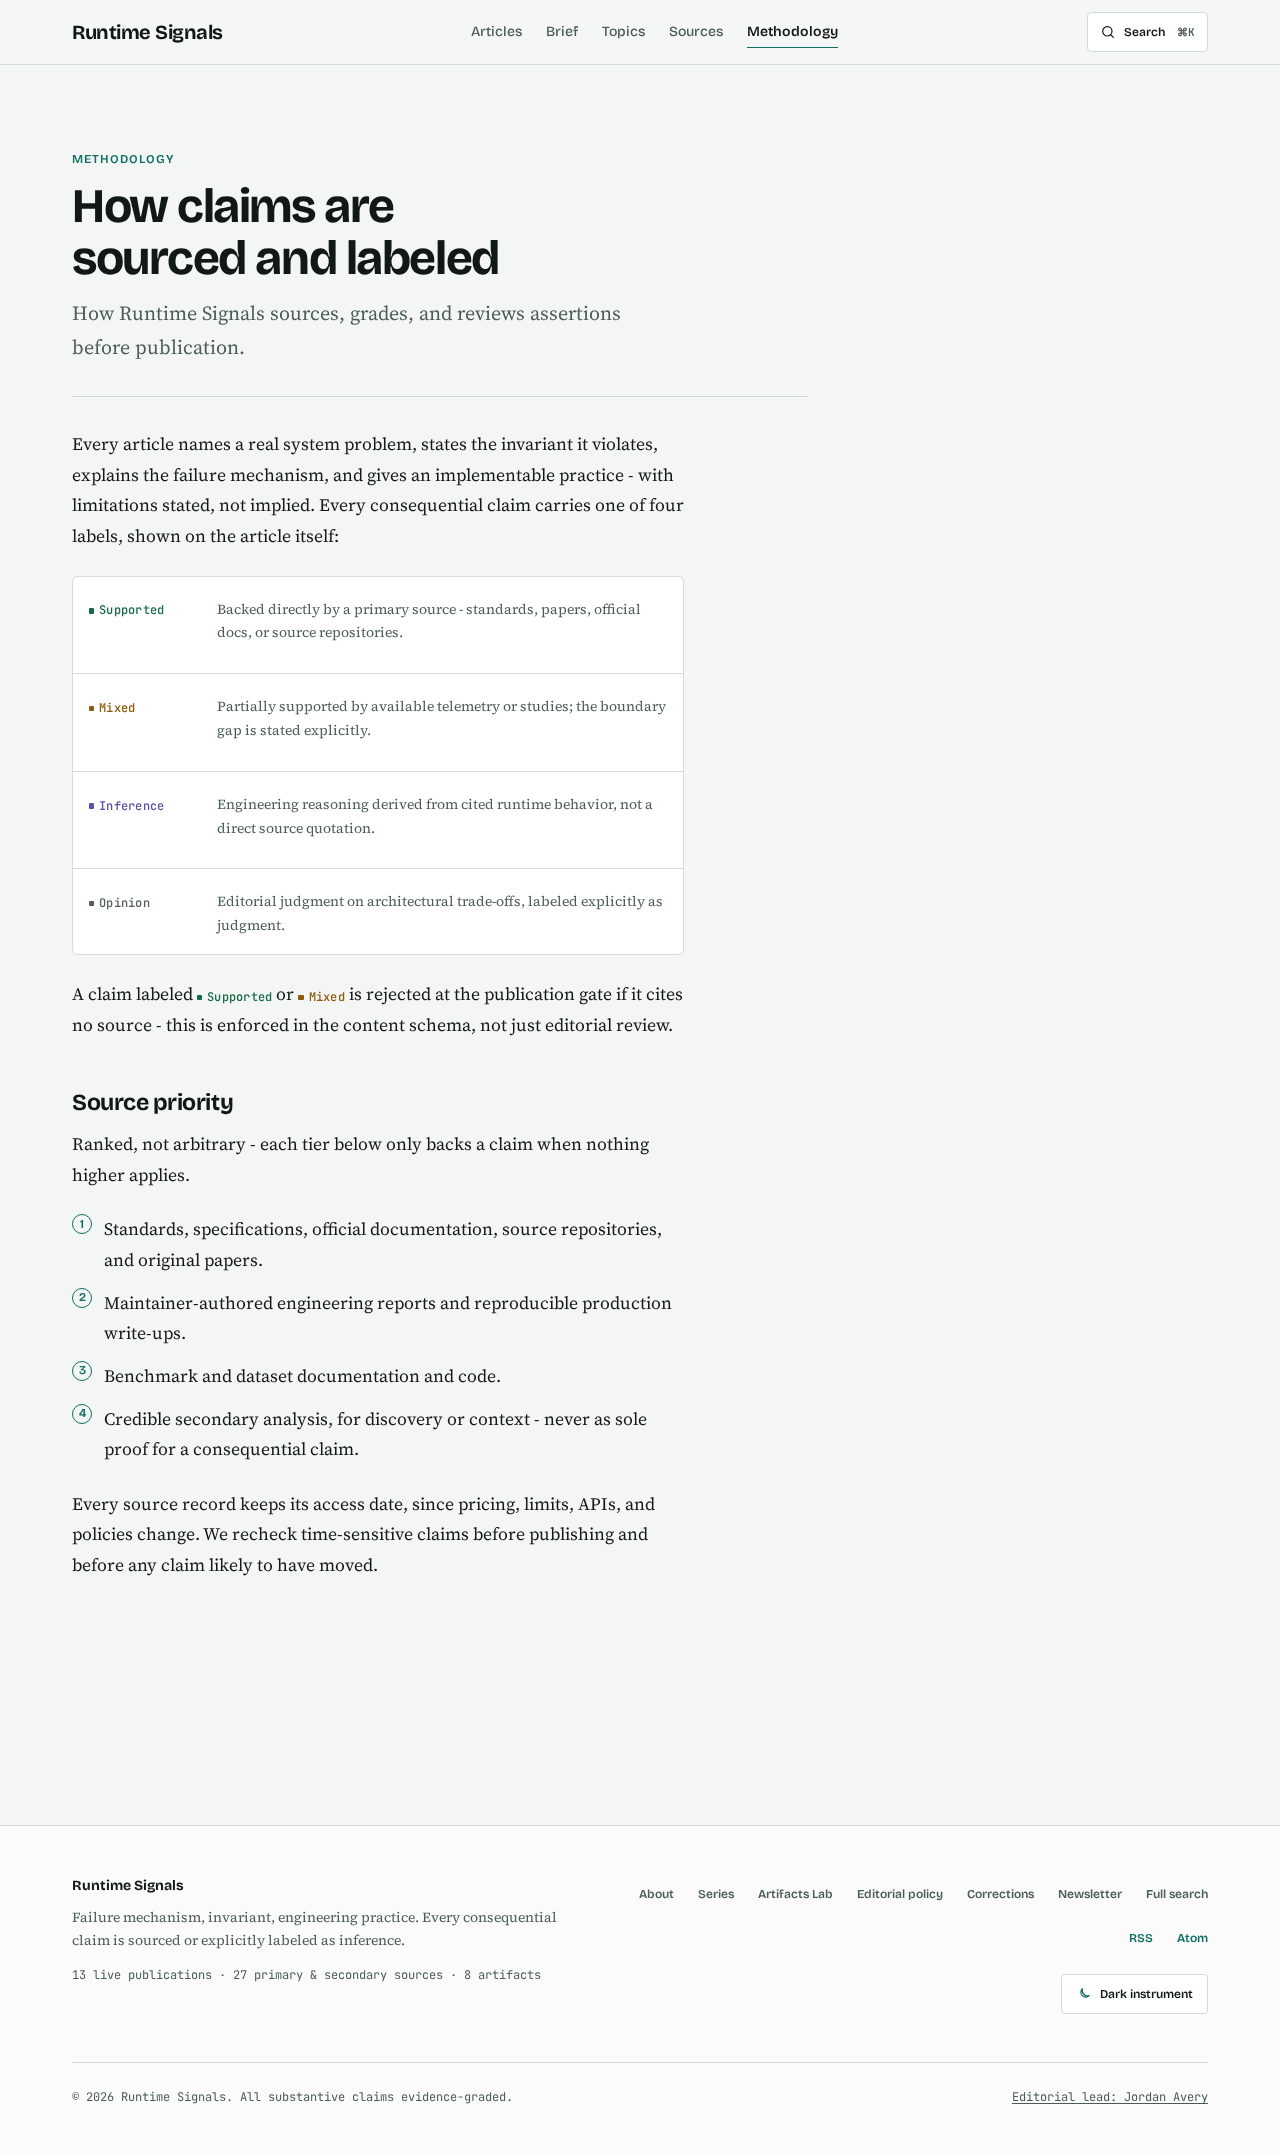 Runtime Signals
Articles Brief Topics Sources Methodology
Search ⌘K
METHODOLOGY
How claims are
sourced and labeled
How Runtime Signals sources, grades, and reviews assertions
before publication.
Every article names a real system problem, states the invariant it violates,
explains the failure mechanism, and gives an implementable practice - with
limitations stated, not implied. Every consequential claim carries one of four
labels, shown on the article itself:
Supported
Backed directly by a primary source - standards, papers, official
docs, or source repositories.
Mixed
Partially supported by available telemetry or studies; the boundary
gap is stated explicitly.
Inference
Engineering reasoning derived from cited runtime behavior, not a
direct source quotation.
Opinion
Editorial judgment on architectural trade-offs, labeled explicitly as
judgment.
A claim labeled Supported or Mixed is rejected at the publication gate if it cites
no source - this is enforced in the content schema, not just editorial review.
Source priority
Ranked, not arbitrary - each tier below only backs a claim when nothing
higher applies.
1 Standards, specifications, official documentation, source repositories,
and original papers.
2 Maintainer-authored engineering reports and reproducible production
write-ups.
3 Benchmark and dataset documentation and code.
4 Credible secondary analysis, for discovery or context - never as sole
proof for a consequential claim.
Every source record keeps its access date, since pricing, limits, APIs, and
policies change. We recheck time-sensitive claims before publishing and
before any claim likely to have moved.
Runtime Signals
Failure mechanism, invariant, engineering practice. Every consequential
claim is sourced or explicitly labeled as inference.
13 live publications · 27 primary & secondary sources · 8 artifacts
About Series Artifacts Lab Editorial policy Corrections Newsletter Full search
RSS Atom
Dark instrument
© 2026 Runtime Signals. All substantive claims evidence-graded.
Editorial lead: Jordan Avery